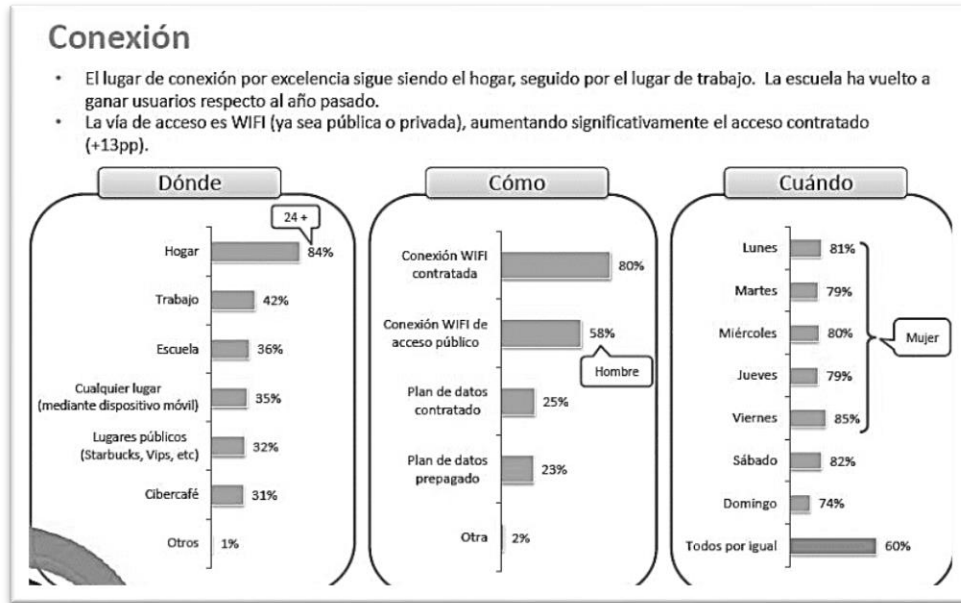 Conexión
• El lugar de conexión por excelencia sigue siendo el hogar, seguido por el lugar de trabajo. La escuela ha vuelto a
ganar usuarios respecto al año pasado.
• La vía de acceso es WIFI (ya sea pública o privada), aumentando significativamente el acceso contratado
(+13pp).
Dónde
24 +
Hogar 84%
Trabajo 42%
Escuela 36%
Cualquier lugar
(mediante dispositivo móvil) 35%
Lugares públicos
(Starbucks, Vips, etc) 32%
Cibercafé 31%
Otros 1%
Cómo
Conexión WIFI
contratada 80%
Conexión WIFI de
acceso público 58%
Hombre
Plan de datos
contratado 25%
Plan de datos
prepagado 23%
Otra 2%
Cuándo
Lunes 81%
Martes 79%
Miércoles 80%
Mujer
Jueves 79%
Viernes 85%
Sábado 82%
Domingo 74%
Todos por igual 60%